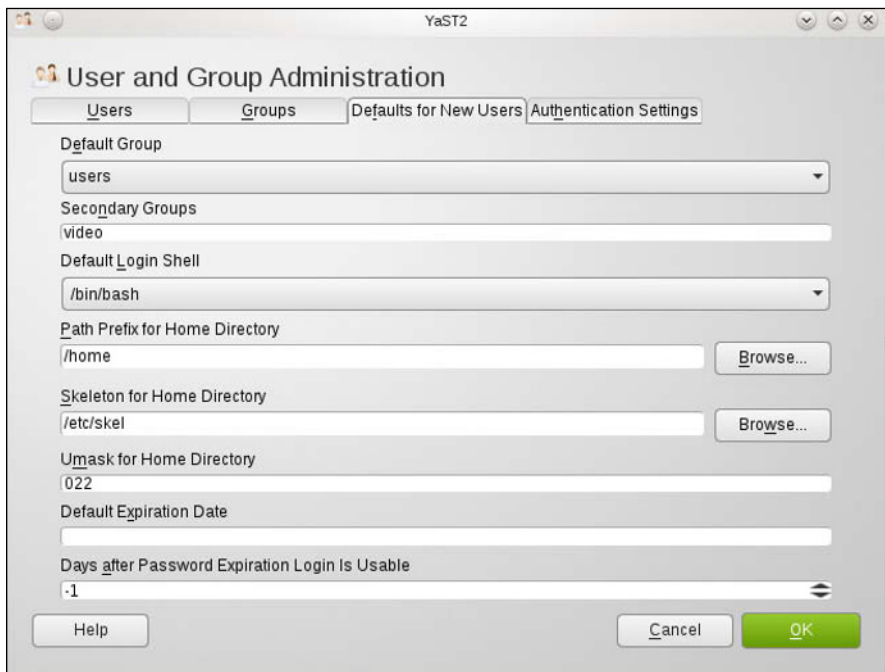 YaST2
User and Group Administration
Users Groups Defaults for New Users Authentication Settings
Default Group
users
Secondary Groups
video
Default Login Shell
/bin/bash
Path Prefix for Home Directory
/home Browse...
Skeleton for Home Directory
/etc/skel Browse...
Umask for Home Directory
022
Default Expiration Date
Days after Password Expiration Login Is Usable
-1
Help Cancel OK